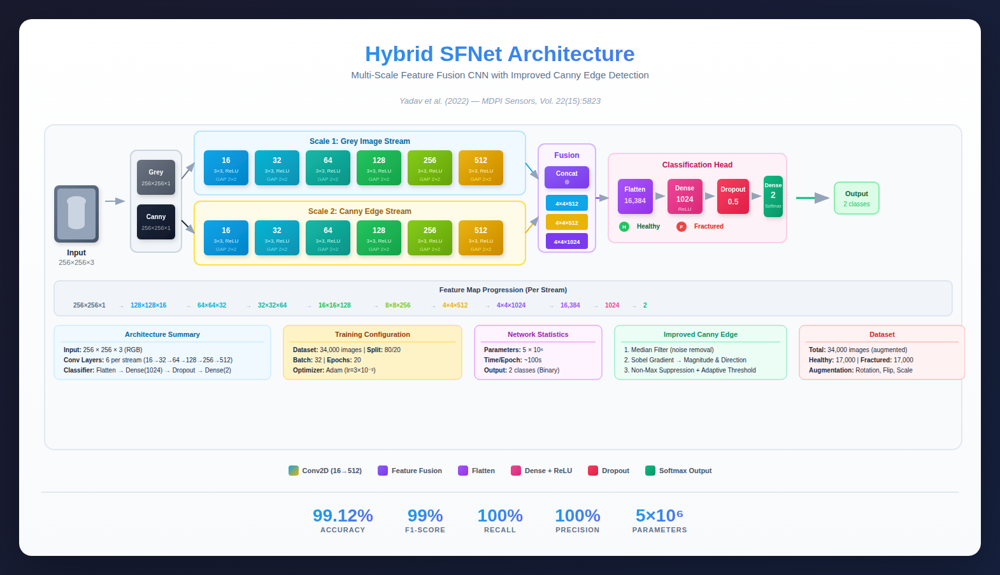 Hybrid SFNet Architecture
Multi-Scale Feature Fusion CNN with Improved Canny Edge Detection
Yadav et al. (2022) — MDPI Sensors, Vol. 22(15):5823
Input
256×256×3
Grey
256×256×1
Canny
256×256×1
Scale 1: Grey Image Stream
16 32 64 128 256 512
3×3, ReLU 3×3, ReLU 3×3, ReLU 3×3, ReLU 3×3, ReLU 3×3, ReLU
GAP 2×2 GAP 2×2 GAP 2×2 GAP 2×2 GAP 2×2 GAP 2×2
Scale 2: Canny Edge Stream
16 32 64 128 256 512
3×3, ReLU 3×3, ReLU 3×3, ReLU 3×3, ReLU 3×3, ReLU 3×3, ReLU
GAP 2×2 GAP 2×2 GAP 2×2 GAP 2×2 GAP 2×2 GAP 2×2
Fusion
Concat
⊕
4×4×512
4×4×512
4×4×1024
Classification Head
Flatten
16,384
Dense
1024
ReLU
Dropout
0.5
Dense
2
Softmax
H Healthy F Fractured
Output
2 classes
Feature Map Progression (Per Stream)
256×256×1 → 128×128×16 → 64×64×32 → 32×32×64 → 16×16×128 → 8×8×256 → 4×4×512 → 4×4×1024 → 16,384 → 1024 → 2
Architecture Summary
Input: 256 × 256 × 3 (RGB)
Conv Layers: 6 per stream (16→32→64→128→256→512)
Classifier: Flatten → Dense(1024) → Dropout → Dense(2)
Training Configuration
Dataset: 34,000 images | Split: 80/20
Batch: 32 | Epochs: 20
Optimizer: Adam (lr=3×10⁻³)
Network Statistics
Parameters: 5 × 10⁶
Time/Epoch: ~100s
Output: 2 classes (Binary)
Improved Canny Edge
1. Median Filter (noise removal)
2. Sobel Gradient → Magnitude & Direction
3. Non-Max Suppression + Adaptive Threshold
Dataset
Total: 34,000 images (augmented)
Healthy: 17,000 | Fractured: 17,000
Augmentation: Rotation, Flip, Scale
Conv2D (16→512) Feature Fusion Flatten Dense + ReLU Dropout Softmax Output
99.12% 99% 100% 100% 5×10⁶
ACCURACY F1-SCORE RECALL PRECISION PARAMETERS